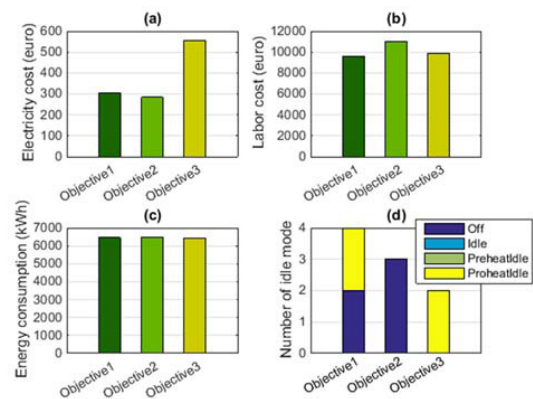 (a)
Electricity cost (euro)
600
500
400
300
200
100
0
Objective1
Objective2
Objective3
(b)
Labor cost (euro)
12000
10000
8000
6000
4000
2000
0
Objective1
Objective2
Objective3
(c)
Energy consumption (kWh)
7000
6000
5000
4000
3000
2000
1000
0
Objective1
Objective2
Objective3
(d)
Number of idle mode
4
3
2
1
0
Objective1
Objective2
Objective3
Off
Idle
PreheatIdle
ProheatIdle